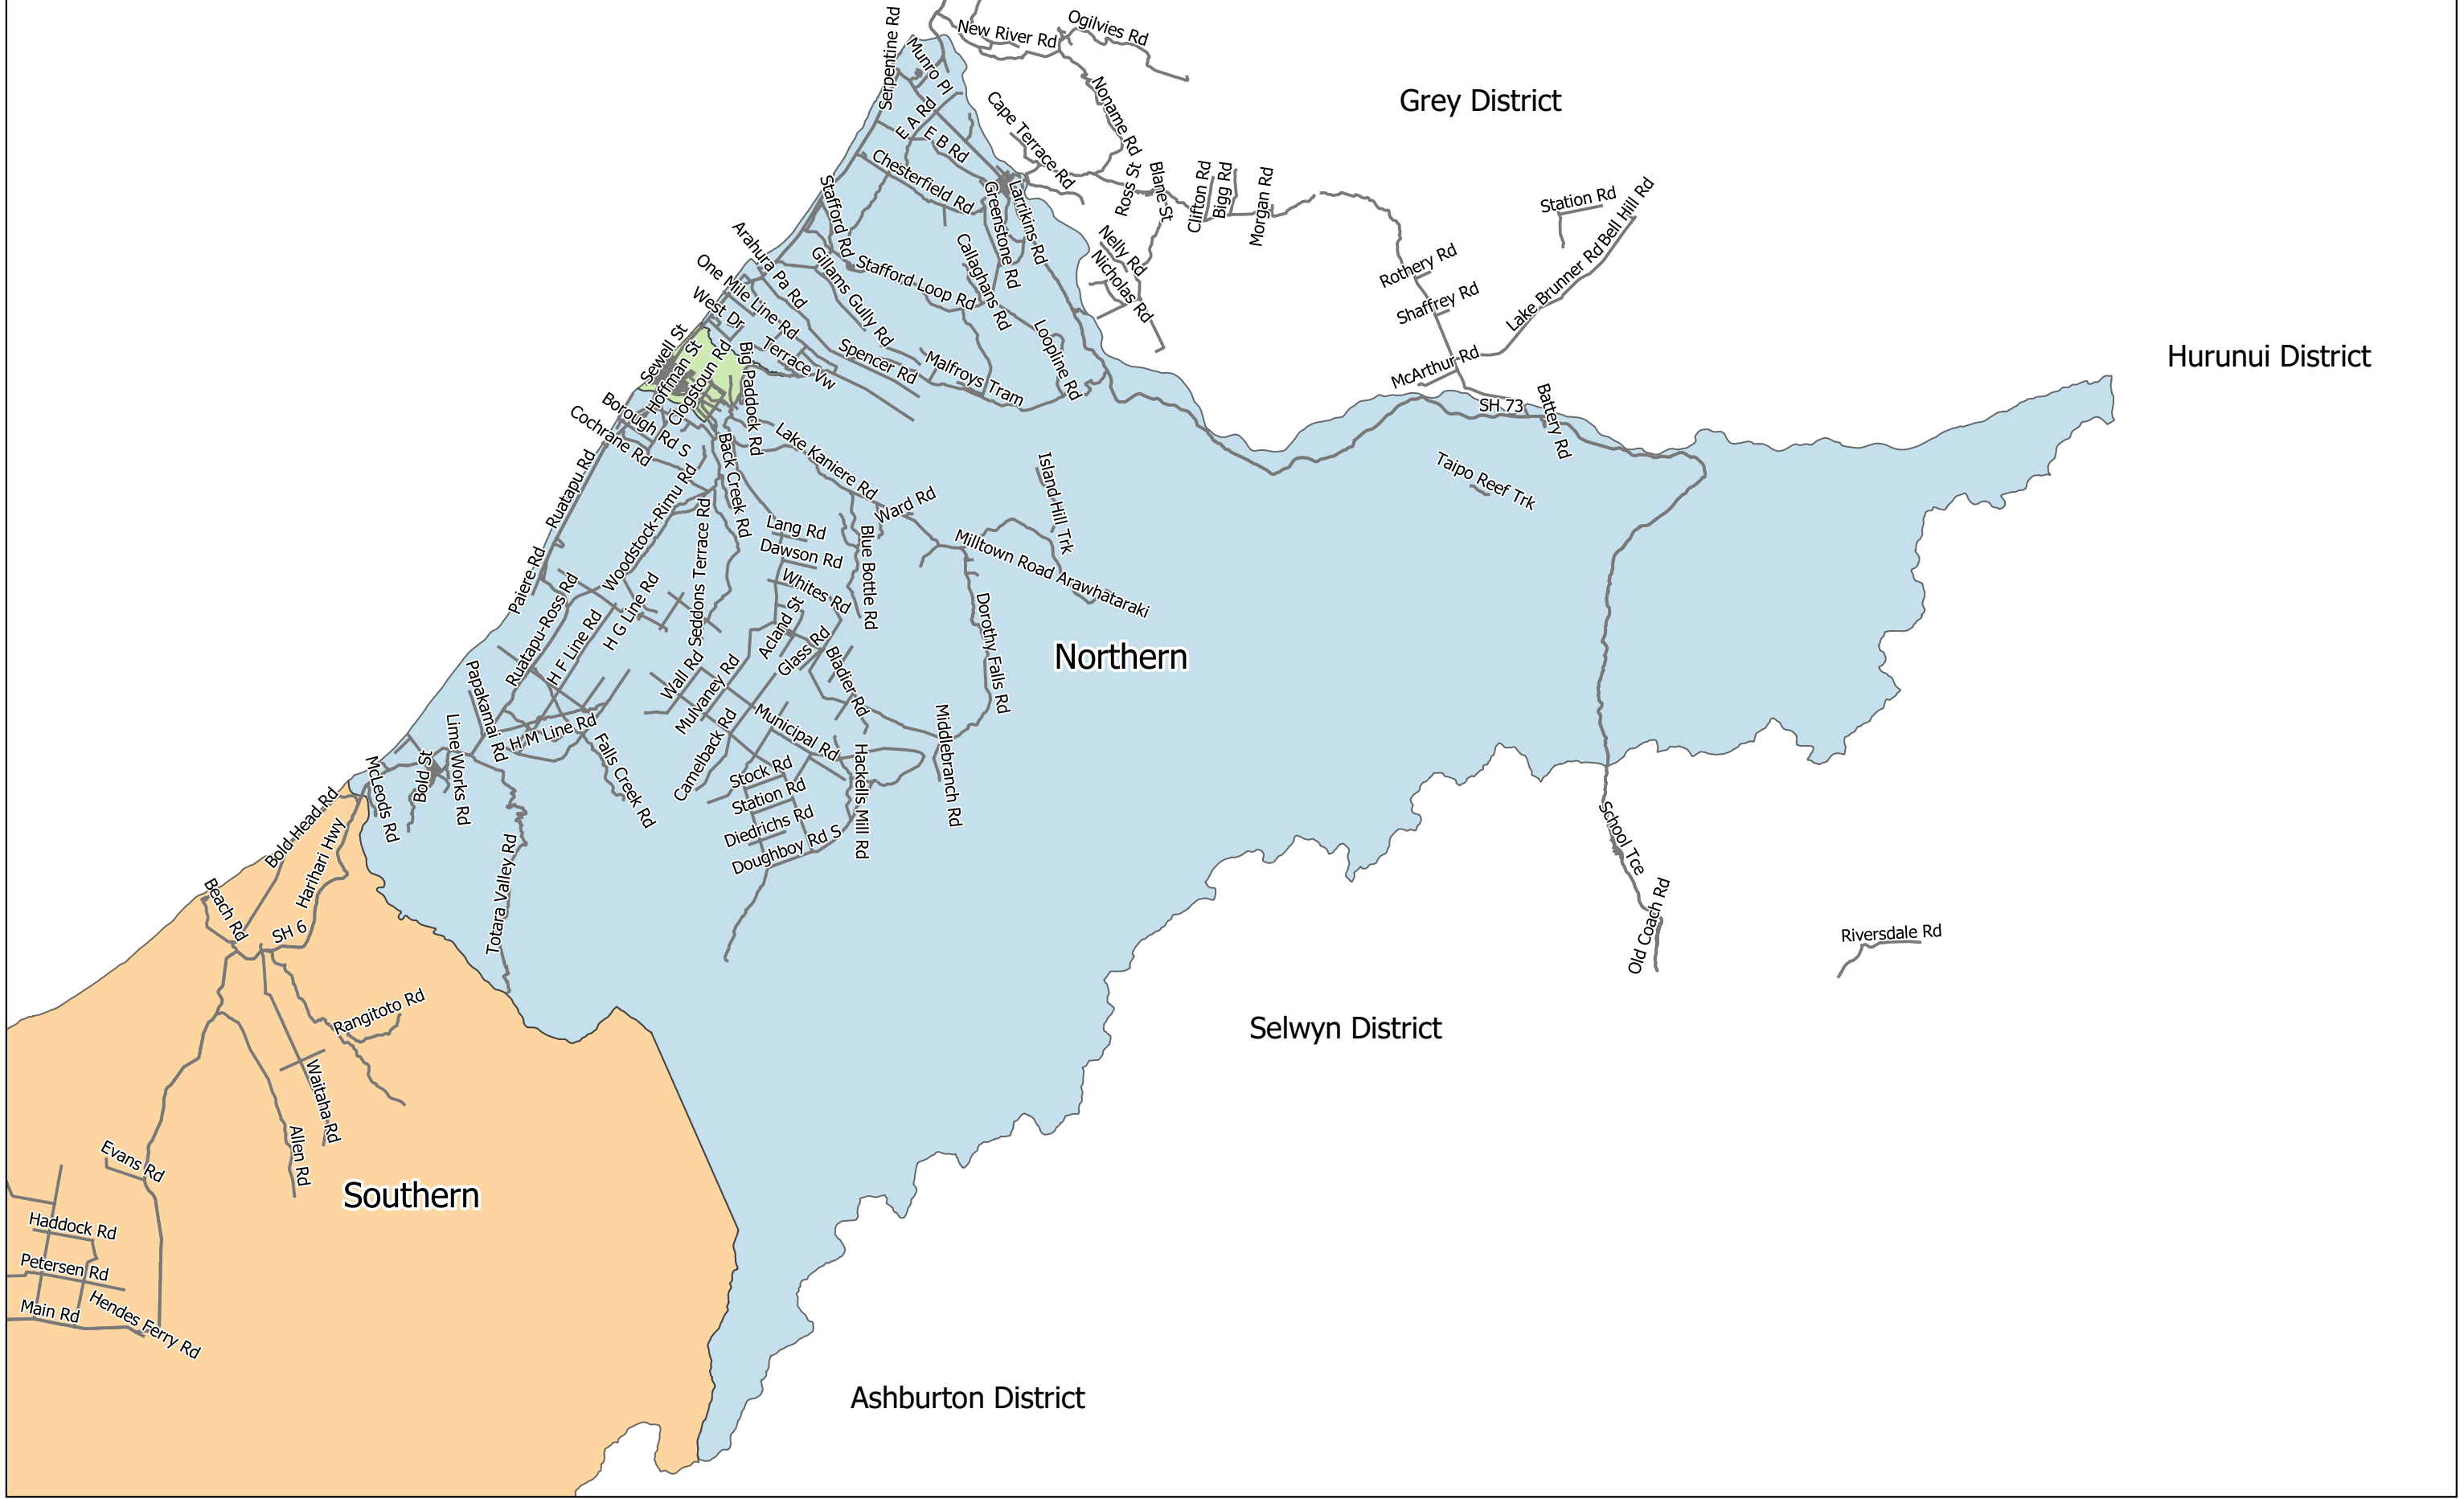 Serpentine Rd
Munro Pl
New River Rd
Ogilvies Rd
Noname Rd
Cape Terrace Rd
Grey District
E A Rd
E B Rd
Chesterfield Rd
Stafford Rd
Greenstone Rd
Larrikins Rd
Ross St
Blane St
Clifton Rd
Bigg Rd
Morgan Rd
Station Rd
Lake Brunner Rd
Bell Hill Rd
Arahura Pa Rd
One Mile Line Rd
West Dr
Gillams Gully Rd
Stafford Loop Rd
Callaghans Rd
Nelly Rd
Nicholas Rd
Rothery Rd
Shaffrey Rd
McArthur Rd
Hurunui District
Sewell St
Hoffman St
Clogstoun Rd
Big Paddock Rd
Terrace Vw
Spencer Rd
Malfroys Tram
Loopline Rd
SH 73
Battery Rd
Borough Rd S
Cochrane Rd
Ruatapu Rd
Back Creek Rd
Lake Kaniere Rd
Island Hill Trk
Taipo Reef Trk
Ward Rd
Woodstock-Rimu Rd
Sedons Terrace Rd
Lang Rd
Dawson Rd
Whites Rd
Blue Bottle Rd
Milltown Road Arawhataraki
Paiere Rd
Ruatapu-Ross Rd
H F Line Rd
H G Line Rd
Acland St
Glass Rd
Bladier Rd
Dorothy Falls Rd
Northern
Wall Rd
Mulvaney Rd
Papakamai Rd
Lime Works Rd
H M Line Rd
Falls Creek Rd
Camelback Rd
Municipal Rd
Hackells Mill Rd
Middlebranch Rd
McLeods Rd
Bold St
Stock Rd
Station Rd
Diedrichs Rd
Doughboy Rd S
School Tce
Bold Head Rd
Harihari Hwy
Totara Valley Rd
Beach Rd
SH 6
Old Coach Rd
Riversdale Rd
Rangitoto Rd
Selwyn District
Waitaha Rd
Allen Rd
Evans Rd
Southern
Haddock Rd
Petersen Rd
Main Rd
Hendes Ferry Rd
Ashburton District